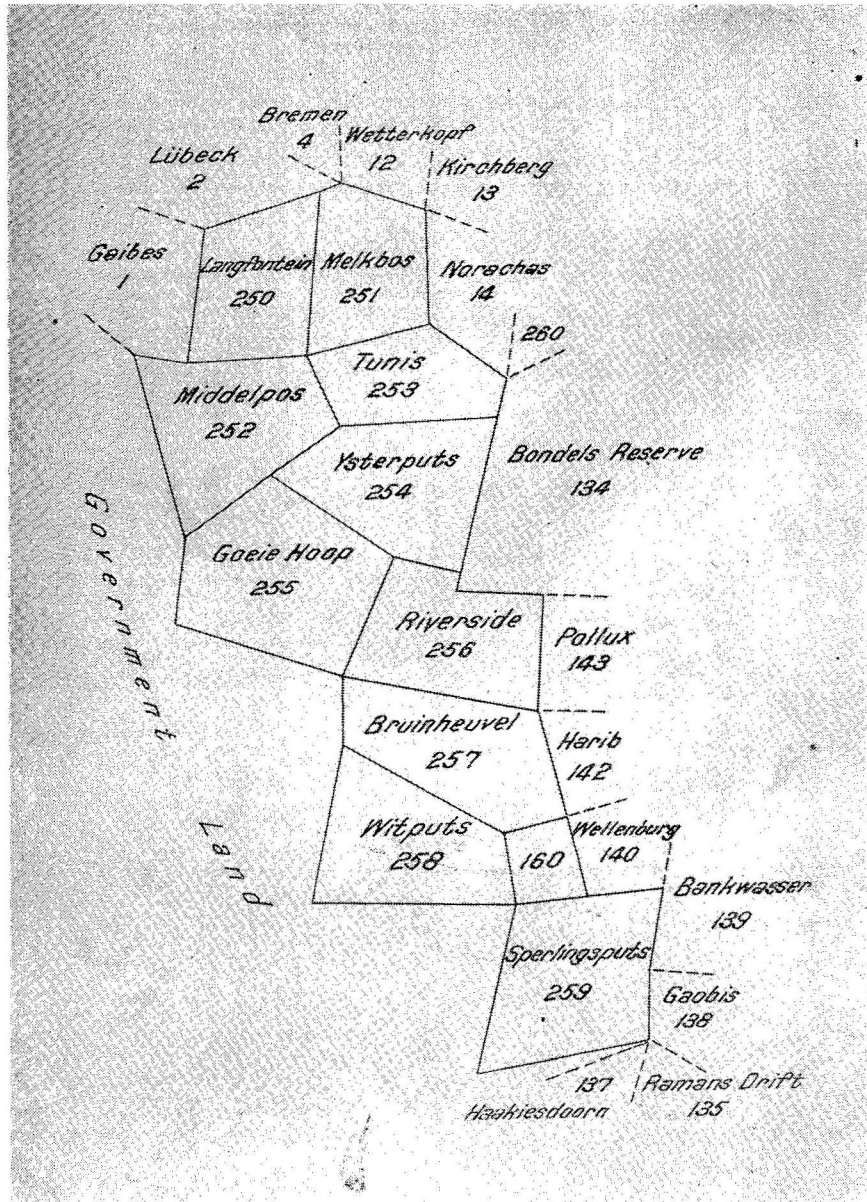 Bremen
4
Wetterkopf
12
Lübeck
2
Kirchberg
13
Gaibes
1
Langfontein
250
Melkbos
251
Norachas
14
260
Tunis
253
Middelpos
252
Ysterputs
254
Bondels Reserve
134
Goeie Hoop
255
Riverside
256
Pollux
143
Government Land
Bruinheuvel
257
Harib
142
Witputs
258
160
Wellenburg
140
Bankwasser
139
Sperlingsputs
259
Gaobis
138
137
Haakiesdoorn
Ramans Drift
135